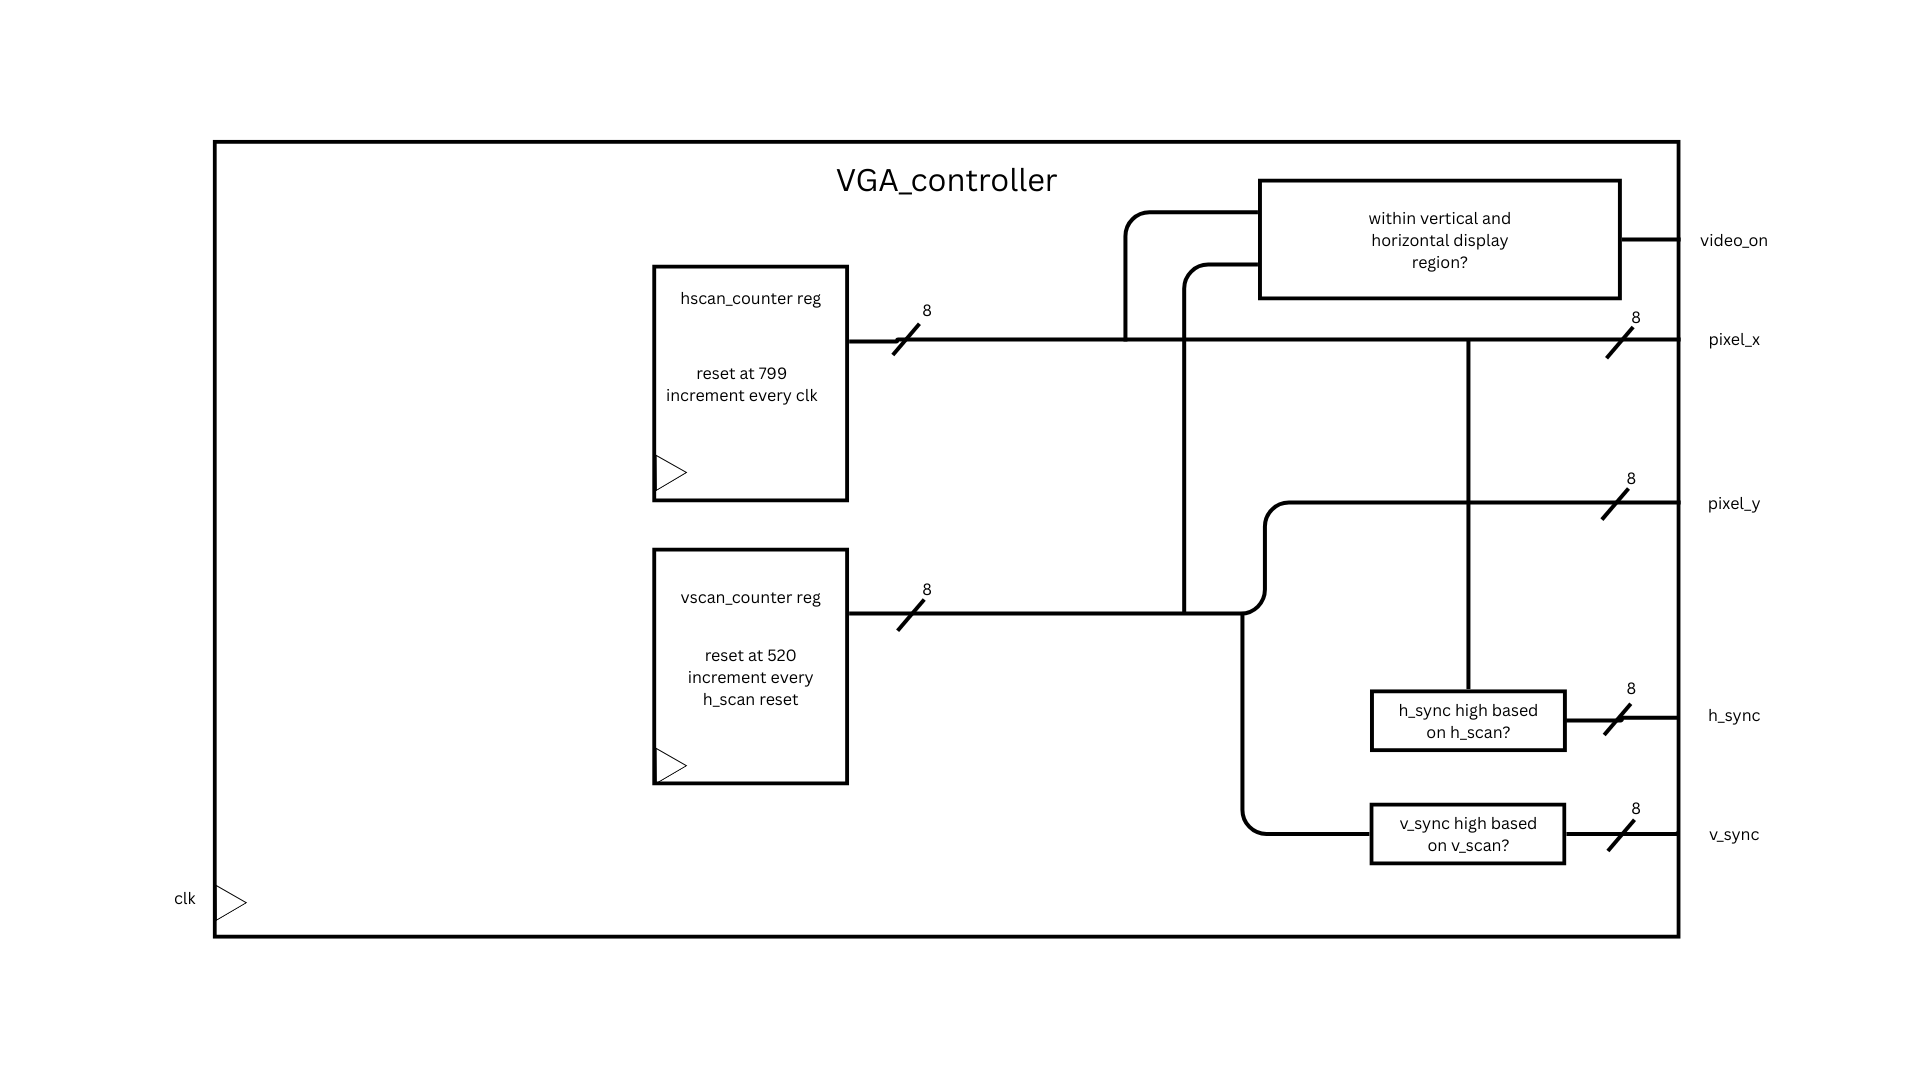 VGA_controller
within vertical and
horizontal display
region?
video_on
hscan_counter reg
8
8
pixel_x
reset at 799
increment every clk
8
pixel_y
vscan_counter reg
8
reset at 520
increment every
h_scan reset
h_sync high based
on h_scan?
8
h_sync
v_sync high based
on v_scan?
8
v_sync
clk